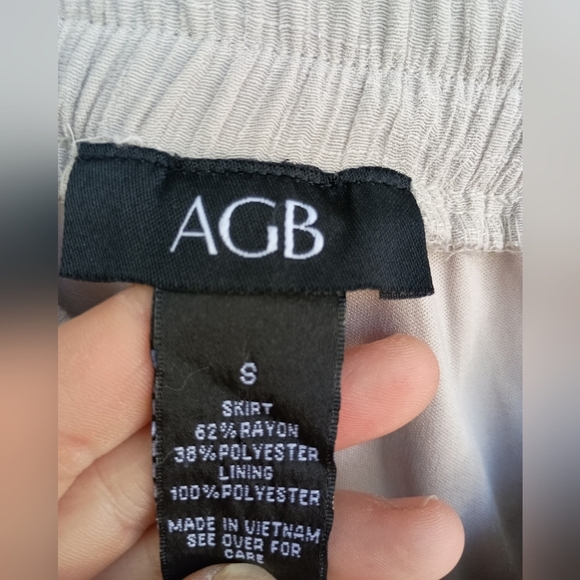 AGB
S
SKIRT
62% RAYON
38% POLYESTER
LINING
100% POLYESTER
MADE IN VIETNAM
SEE OVER FOR
CARE